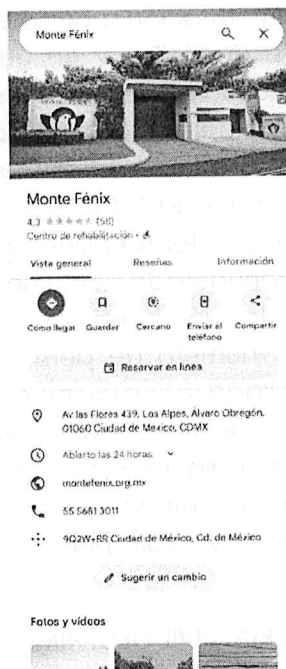 Monte Fénix
MONTE FENIX
Monte Fénix
4.3 (58)
Centro de rehabilitación
Vista general Reseñas Información
Cómo llegar Guardar Cercano Enviar al teléfono Compartir
Reservar en línea
Av las Flores 439, Los Alpes, Álvaro Obregón,
01060 Ciudad de México, CDMX
Abierto las 24 horas
montefenix.org.mx
55 5681 3011
9Q2W+RR Ciudad de México, Cd. de México
Sugerir un cambio
Fotos y vídeos